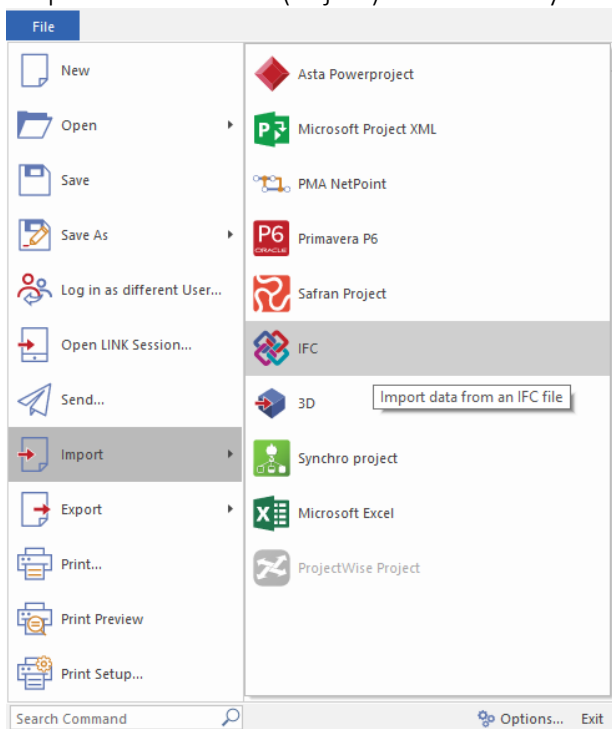 File
New
Open
Save
Save As
Log in as different User...
Open LINK Session...
Send...
Import
Export
Print...
Print Preview
Print Setup...
Search Command
Asta Powerproject
P
Microsoft Project XML
PMA NetPoint
P6
ORACLE
Primavera P6
Safran Project
IFC
3D
Import data from an IFC file
Synchro project
X
Microsoft Excel
ProjectWise Project
Options... Exit